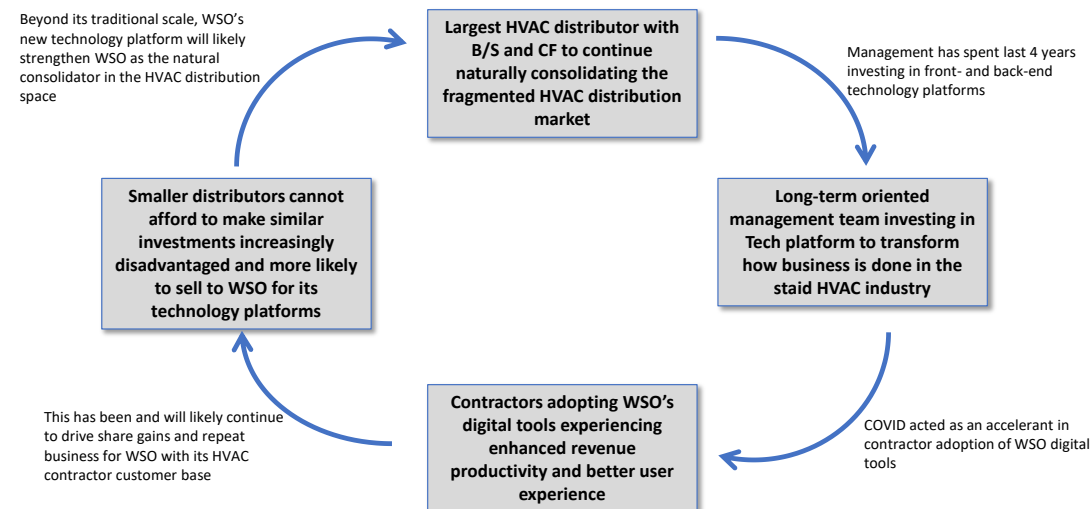 Beyond its traditional scale, WSO’s
new technology platform will likely
strengthen WSO as the natural
consolidator in the HVAC distribution
space
Largest HVAC distributor with
B/S and CF to continue
naturally consolidating the
fragmented HVAC distribution
market
Management has spent last 4 years
investing in front- and back-end
technology platforms
Smaller distributors cannot
afford to make similar
investments increasingly
disadvantaged and more likely
to sell to WSO for its
technology platforms
Long-term oriented
management team investing in
Tech platform to transform
how business is done in the
staid HVAC industry
This has been and will likely continue
to drive share gains and repeat
business for WSO with its HVAC
contractor customer base
Contractors adopting WSO’s
digital tools experiencing
enhanced revenue
productivity and better user
experience
COVID acted as an accelerant in
contractor adoption of WSO digital
tools